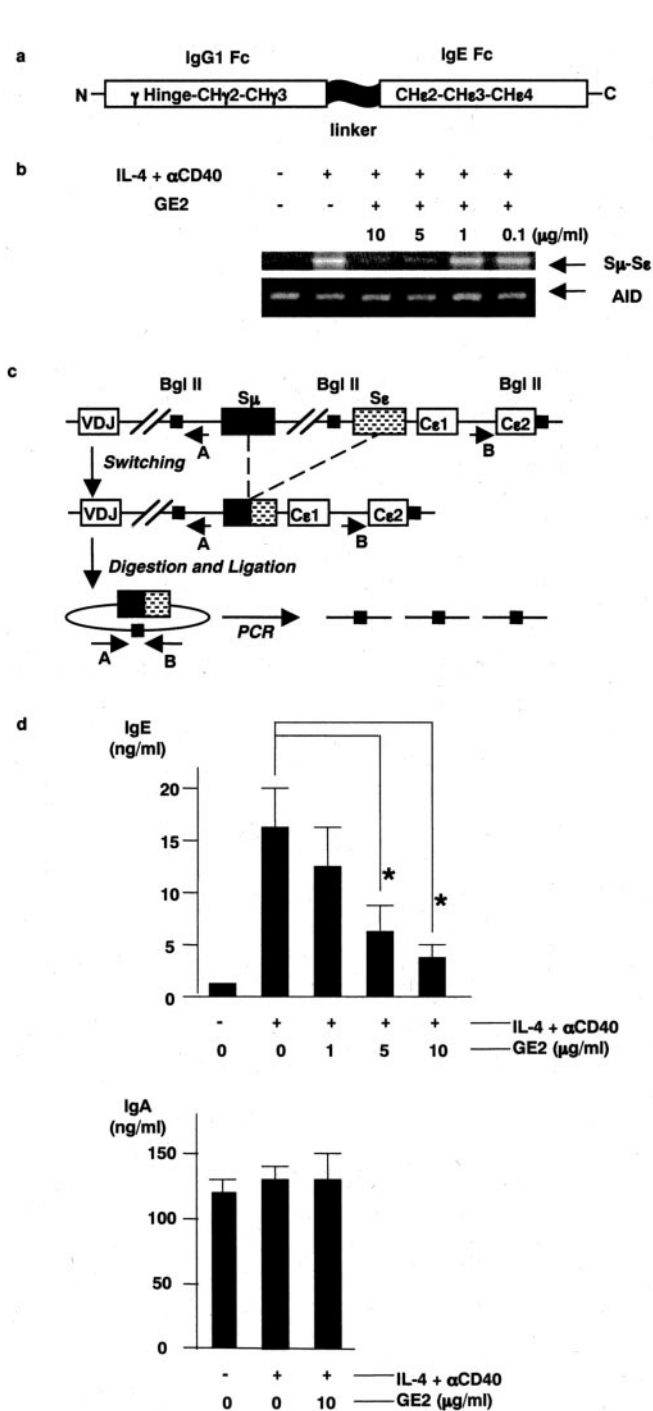 a
IgG1 Fc IgE Fc
N γ Hinge-CHγ2-CHγ3 CHε2-CHε3-CHε4 C
linker
b
IL-4 + αCD40 - + + + + +
GE2 - - + + + +
10 5 1 0.1 (μg/ml)
Sμ-Sε
AID
c
Bgl II Sμ Bgl II Sε Bgl II
VDJ Cε1 Cε2
A B
Switching
VDJ Cε1 Cε2
A B
Digestion and Ligation
PCR
A B
d
IgE
(ng/ml)
20
15
10
5
0
* *
- + + + + IL-4 + αCD40
0 0 1 5 10 GE2 (μg/ml)
IgA
(ng/ml)
150
100
50
0
- + + IL-4 + αCD40
0 0 10 GE2 (μg/ml)